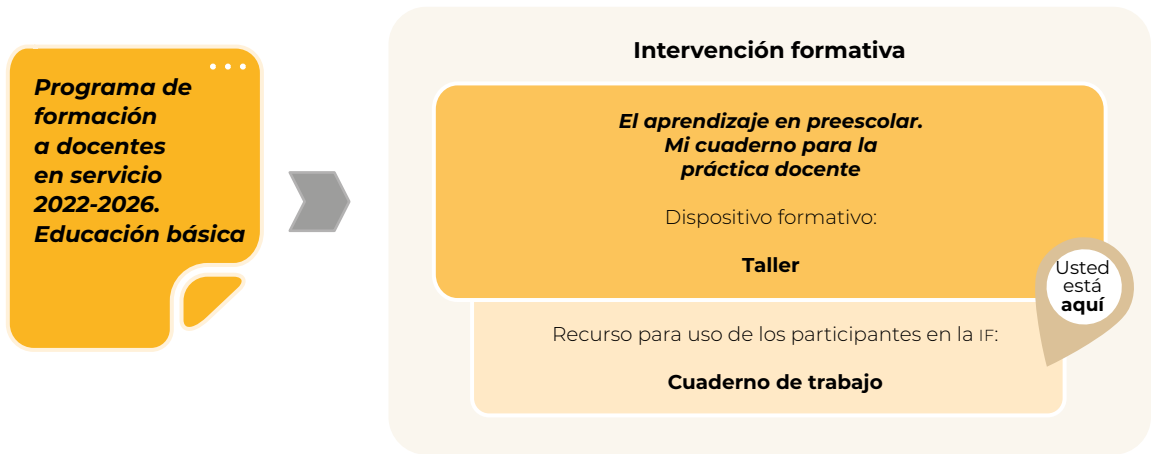 Programa de
formación
a docentes
en servicio
2022-2026.
Educación básica
Intervención formativa
El aprendizaje en preescolar.
Mi cuaderno para la
práctica docente
Dispositivo formativo:
Taller
Usted
está
aquí
Recurso para uso de los participantes en la IF:
Cuaderno de trabajo